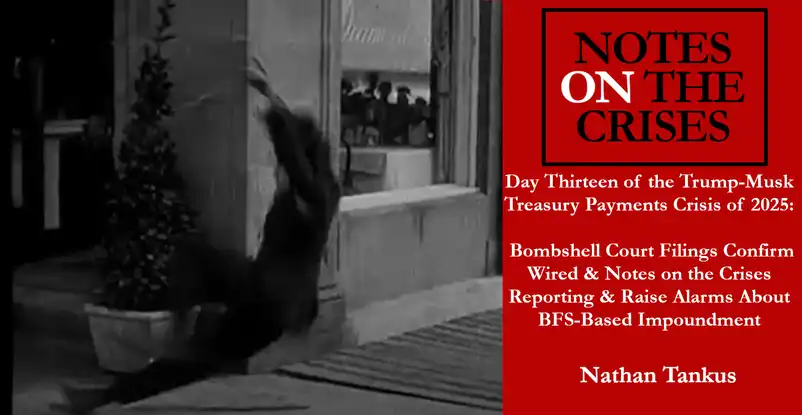 NOTES
ON THE
CRISES
Day Thirteen of the Trump-Musk
Treasury Payments Crisis of 2025:
Bombshell Court Filings Confirm
Wired & Notes on the Crises
Reporting & Raise Alarms About
BFS-Based Impoundment
Nathan Tankus